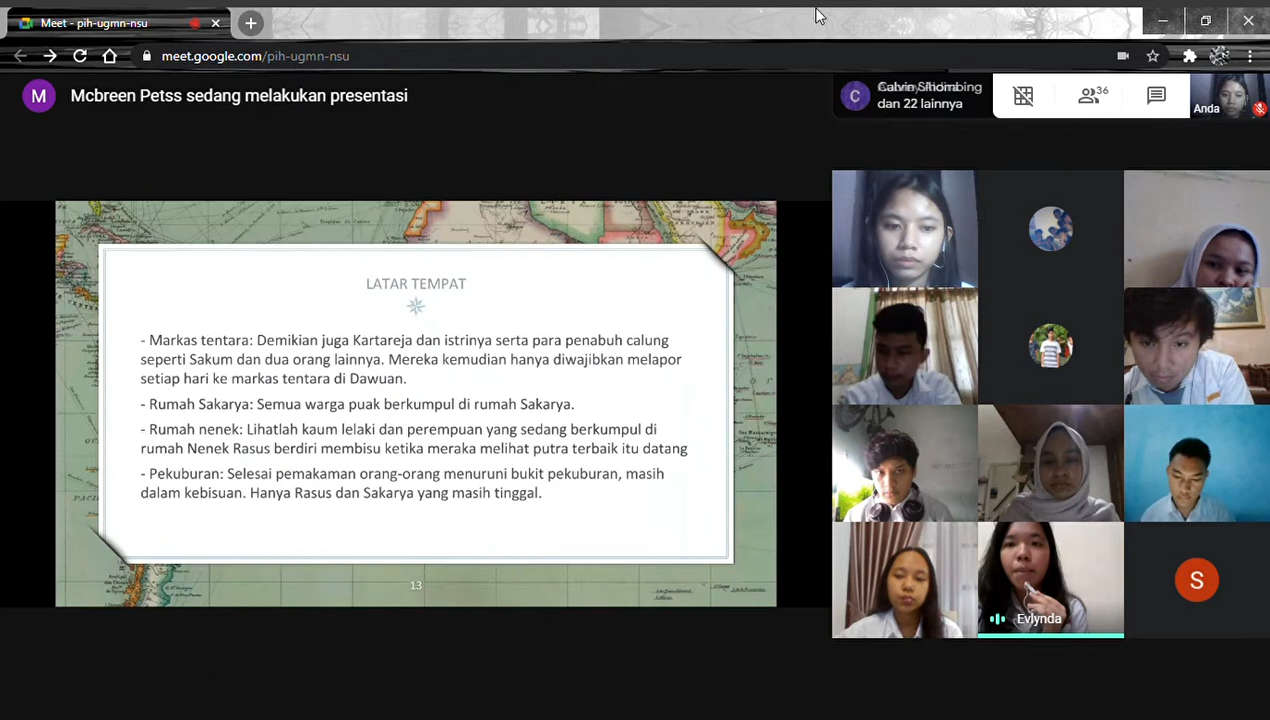 Meet - pih-ugmn-nsu
meet.google.com/pih-ugmn-nsu
M
Mcbreen Petss sedang melakukan presentasi
C
Sihombing
dan 22 lainnya
36
Anda
LATAR TEMPAT
- Markas tentara: Demikian juga Kartareja dan istrinya serta para penabuh calung
seperti Sakum dan dua orang lainnya. Mereka kemudian hanya diwajibkan melapor
setiap hari ke markas tentara di Dawuan.
- Rumah Sakarya: Semua warga puak berkumpul di rumah Sakarya.
- Rumah nenek: Lihatlah kaum lelaki dan perempuan yang sedang berkumpul di
rumah Nenek Rasus berdiri membisu ketika meraka melihat putra terbaik itu datang
- Pekuburan: Selesai pemakaman orang-orang menuruni bukit pekuburan, masih
dalam kebisuan. Hanya Rasus dan Sakarya yang masih tinggal.
13
Evlynda
S